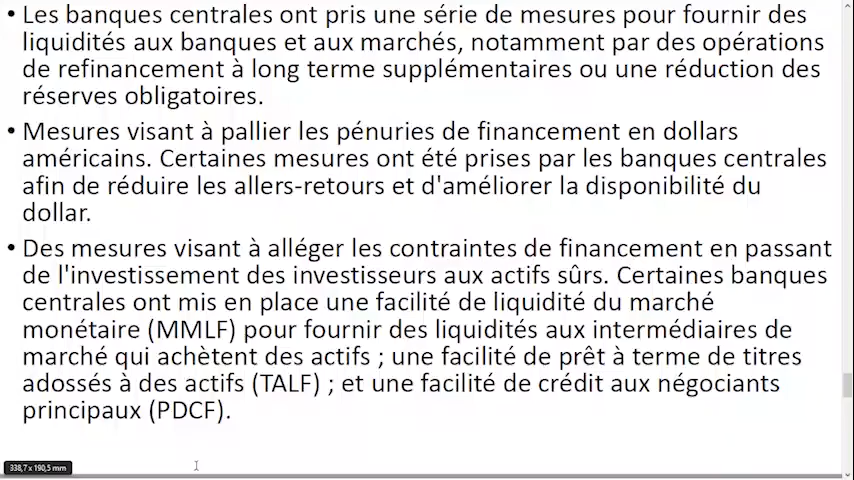 • Les banques centrales ont pris une série de mesures pour fournir des
liquidités aux banques et aux marchés, notamment par des opérations
de refinancement à long terme supplémentaires ou une réduction des
réserves obligatoires.
• Mesures visant à pallier les pénuries de financement en dollars
américains. Certaines mesures ont été prises par les banques centrales
afin de réduire les allers-retours et d'améliorer la disponibilité du
dollar.
• Des mesures visant à alléger les contraintes de financement en passant
de l'investissement des investisseurs aux actifs sûrs. Certaines banques
centrales ont mis en place une facilité de liquidité du marché
monétaire (MMLF) pour fournir des liquidités aux intermédiaires de
marché qui achètent des actifs ; une facilité de prêt à terme de titres
adossés à des actifs (TALF) ; et une facilité de crédit aux négociants
principaux (PDCF).
338,7 x 190,5 mm